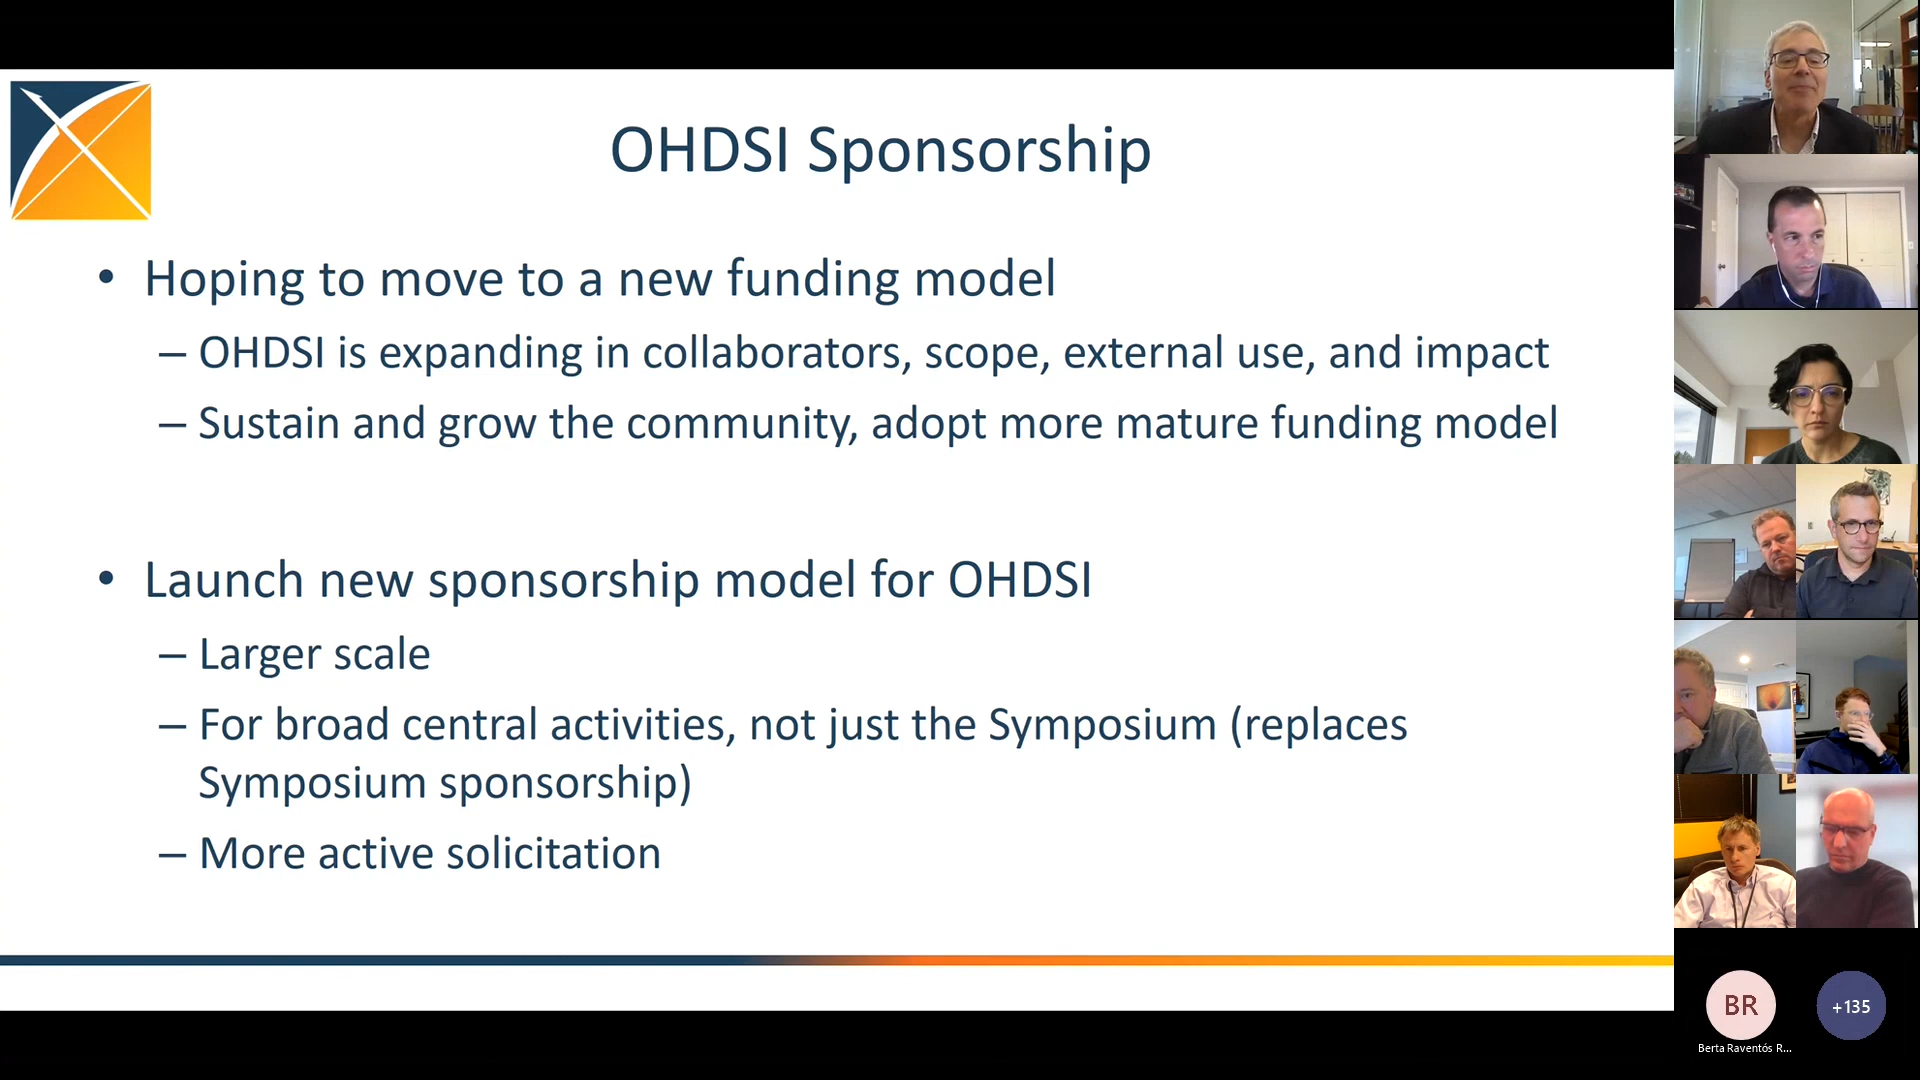 OHDSI Sponsorship
• Hoping to move to a new funding model
– OHDSI is expanding in collaborators, scope, external use, and impact
– Sustain and grow the community, adopt more mature funding model
• Launch new sponsorship model for OHDSI
– Larger scale
– For broad central activities, not just the Symposium (replaces
Symposium sponsorship)
– More active solicitation
BR
+135
Berta Raventós R...